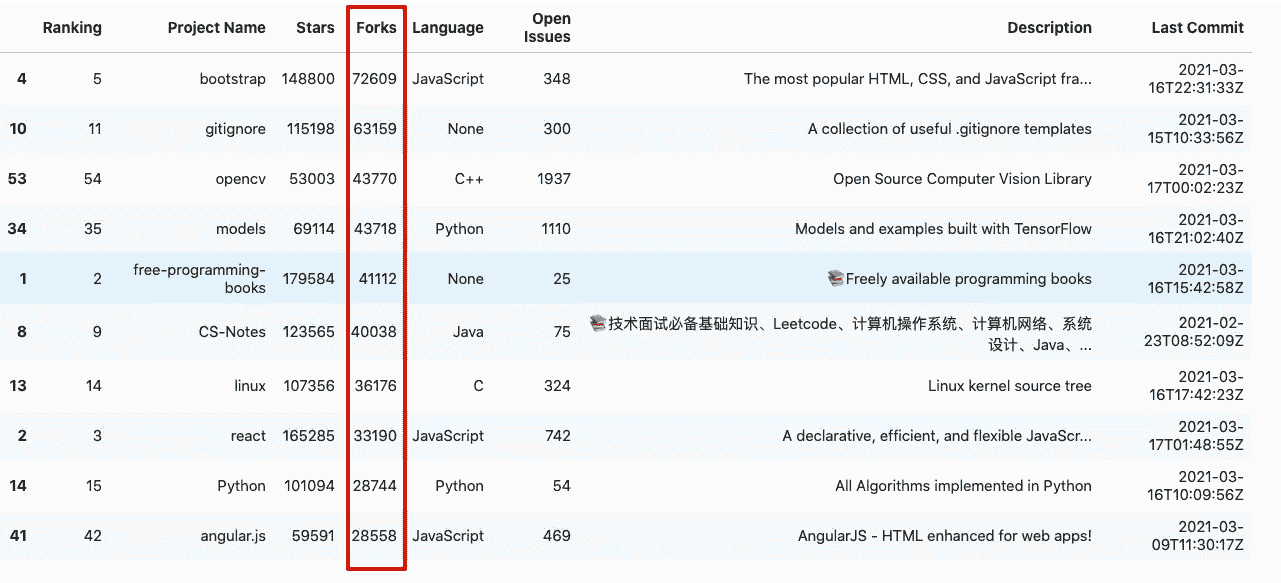 Ranking Project Name Stars Forks Language Open Issues Description Last Commit
4 5 bootstrap 148800 72609 JavaScript 348 The most popular HTML, CSS, and JavaScript fra... 2021-03-16T22:31:33Z
10 11 gitignore 115198 63159 None 300 A collection of useful .gitignore templates 2021-03-15T10:33:56Z
53 54 opencv 53003 43770 C++ 1937 Open Source Computer Vision Library 2021-03-17T00:02:23Z
34 35 models 69114 43718 Python 1110 Models and examples built with TensorFlow 2021-03-16T21:02:40Z
1 2 free-programming-books 179584 41112 None 25 📚Freely available programming books 2021-03-16T15:42:58Z
8 9 CS-Notes 123565 40038 Java 75 📚技术面试必备基础知识、Leetcode、计算机操作系统、计算机网络、系统设计、Java、... 2021-02-23T08:52:09Z
13 14 linux 107356 36176 C 324 Linux kernel source tree 2021-03-16T17:42:23Z
2 3 react 165285 33190 JavaScript 742 A declarative, efficient, and flexible JavaScr... 2021-03-17T01:48:55Z
14 15 Python 101094 28744 Python 54 All Algorithms implemented in Python 2021-03-16T10:09:56Z
41 42 angular.js 59591 28558 JavaScript 469 AngularJS - HTML enhanced for web apps! 2021-03-09T11:30:17Z